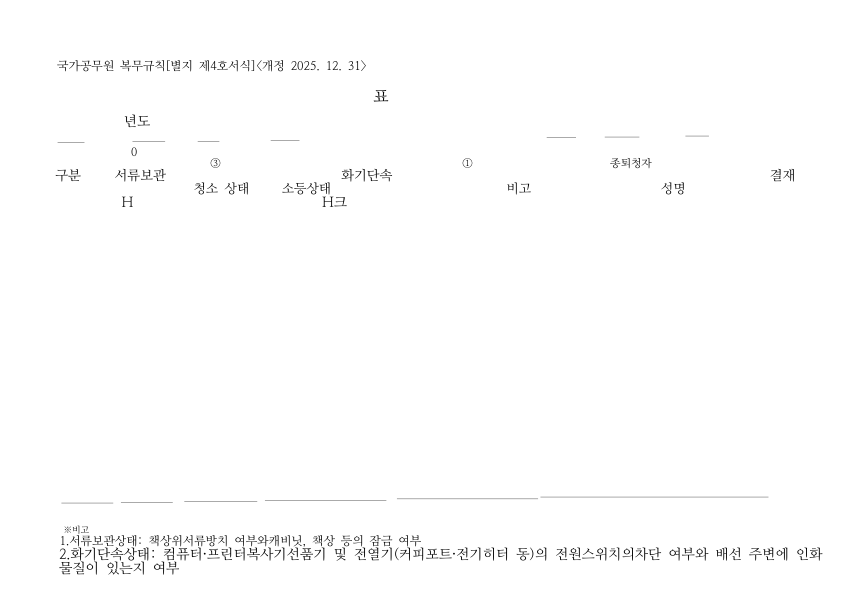 국가공무원 복무규칙[별지 제4호서식]<개정 2025. 12. 31>
표
년도
0
③ ① 종퇴청자
구분 서류보관 화기단속 결재
청소 상태 소등상태 비고 성명
H H크
※비고
1.서류보관상태: 책상위서류방치 여부와캐비닛, 책상 등의 잠금 여부
2.화기단속상태: 컴퓨터·프린터복사기선품기 및 전열기(커피포트·전기히터 동)의 전원스위치의차단 여부와 배선 주변에 인화
물질이 있는지 여부